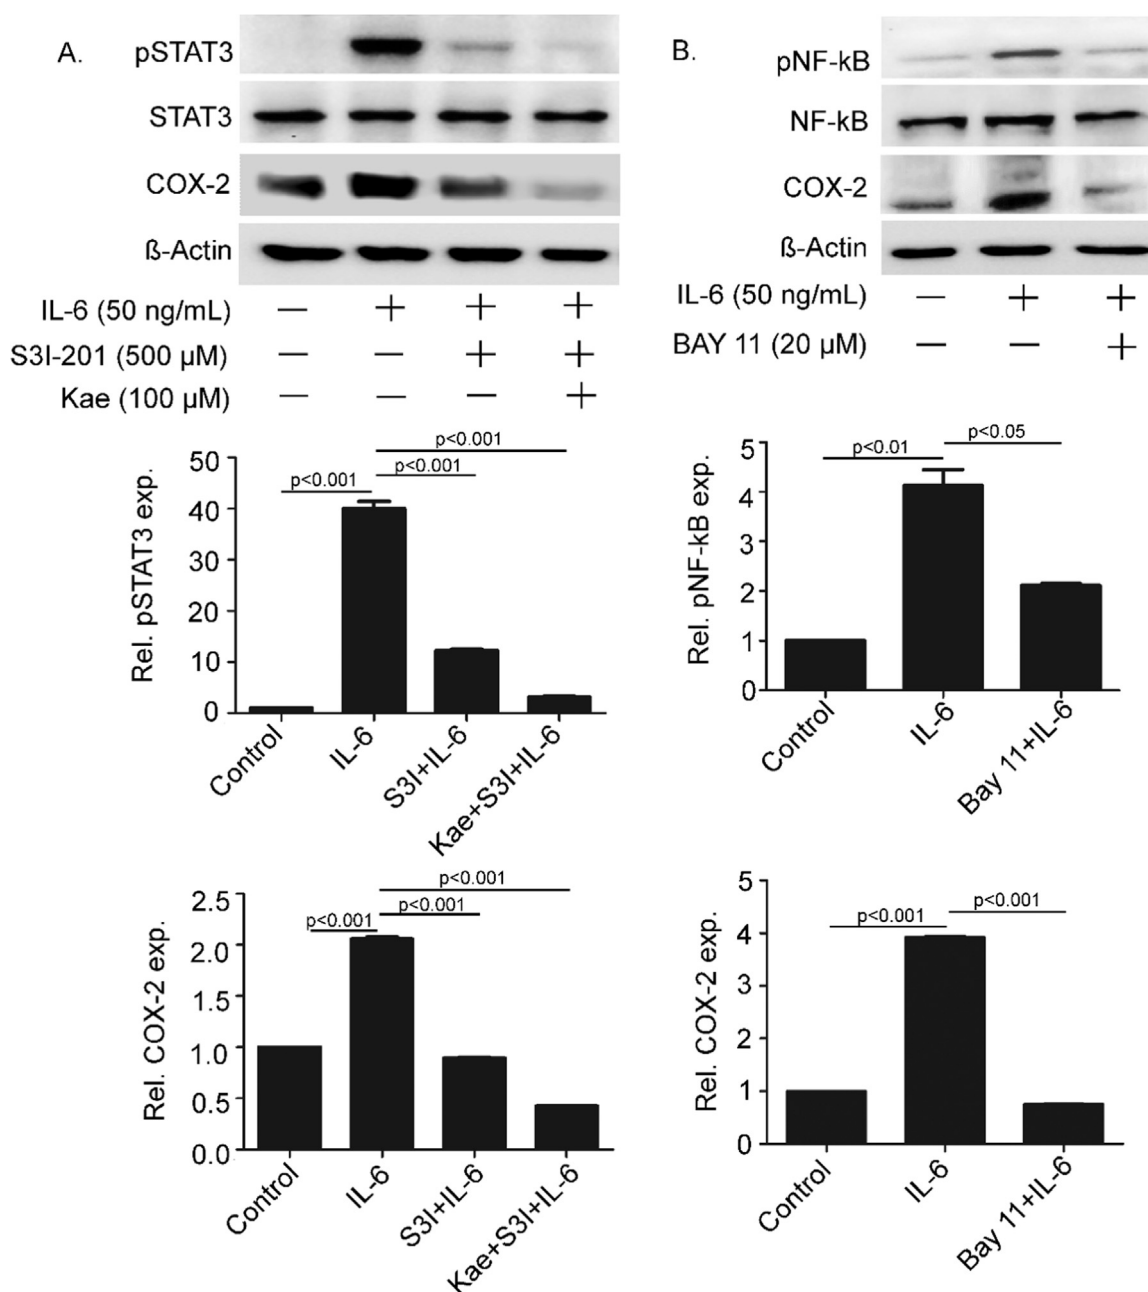 A.
pSTAT3
STAT3
COX-2
ß-Actin
IL-6 (50 ng/mL) — + + +
S3I-201 (500 µM) — — + +
Kae (100 µM) — — — +
Rel. pSTAT3 exp.
50
40
30
20
10
0
p<0.001
p<0.001
p<0.001
Control
IL-6
S3I+IL-6
Kae+S3I+IL-6
Rel. COX-2 exp.
2.5
2.0
1.5
1.0
0.5
0.0
p<0.001
p<0.001
p<0.001
Control
IL-6
S3I+IL-6
Kae+S3I+IL-6
B.
pNF-kB
NF-kB
COX-2
ß-Actin
IL-6 (50 ng/mL) — + +
BAY 11 (20 µM) — — +
Rel. pNF-kB exp.
5
4
3
2
1
0
p<0.01
p<0.05
Control
IL-6
Bay 11+IL-6
Rel. COX-2 exp.
5
4
3
2
1
0
p<0.001
p<0.001
Control
IL-6
Bay 11+IL-6